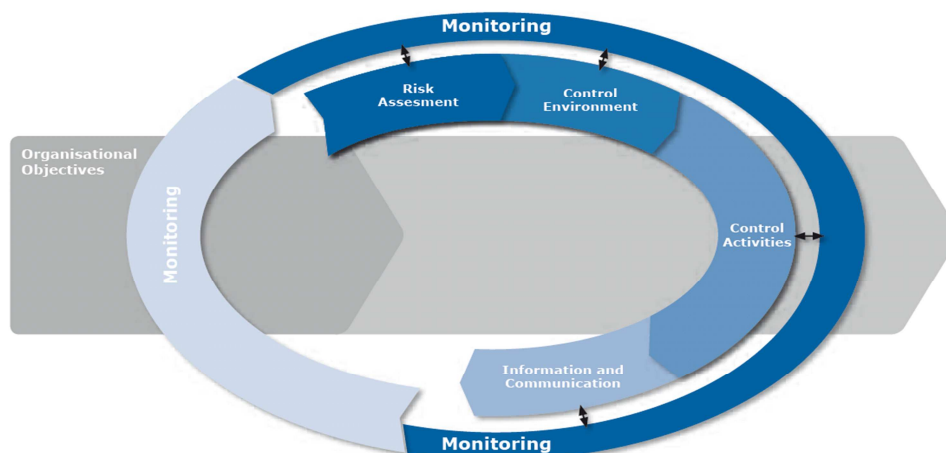 Monitoring
Risk
Assesment
Control
Environment
Organisational
Objectives
Monitoring
Control
Activities
Information and
Communication
Monitoring